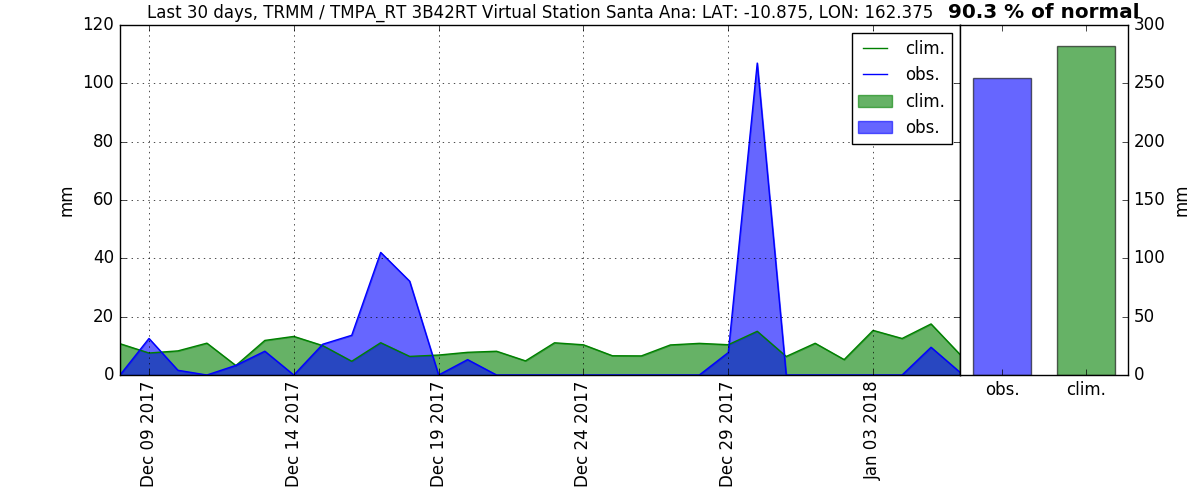 Last 30 days, TRMM / TMPA_RT 3B42RT Virtual Station Santa Ana: LAT: -10.875, LON: 162.375
90.3 % of normal
120
100
80
60
40
20
0
mm
clim.
obs.
clim.
obs.
300
250
200
150
100
50
0
mm
Dec 09 2017
Dec 14 2017
Dec 19 2017
Dec 24 2017
Dec 29 2017
Jan 03 2018
obs.
clim.